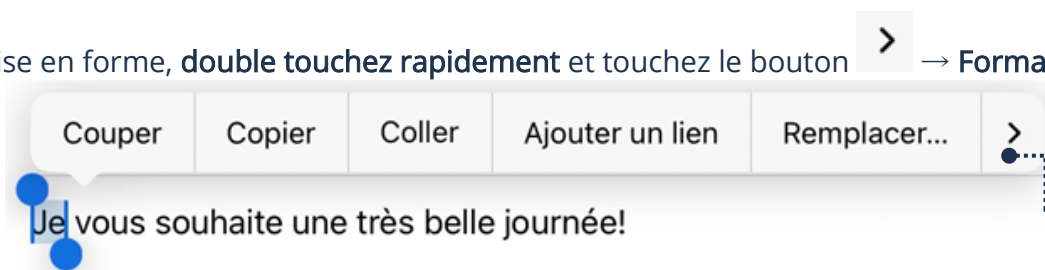 ise en forme, double touchez rapidement et touchez le bouton > → Forma
Couper Copier Coller Ajouter un lien Remplacer... >
Je vous souhaite une très belle journée!